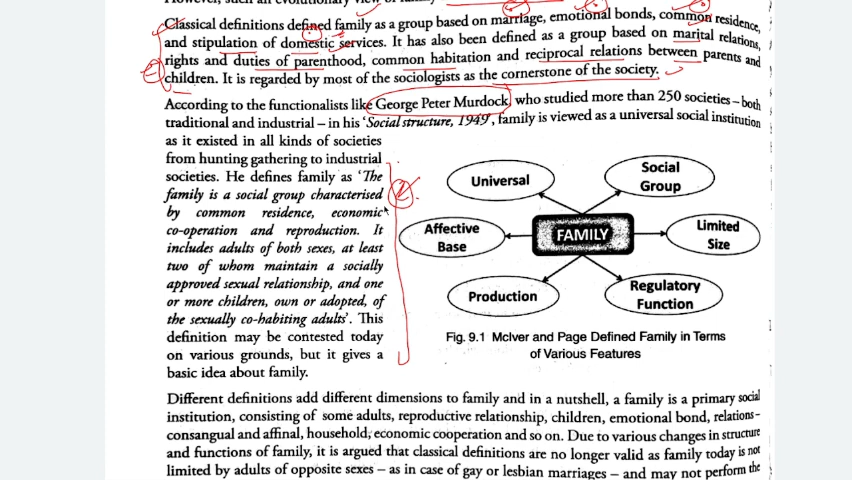 Classical definitions defined family as a group based on marriage, emotional bonds, common residence,
and stipulation of domestic services. It has also been defined as a group based on marital relations,
rights and duties of parenthood, common habitation and reciprocal relations between parents and
children. It is regarded by most of the sociologists as the cornerstone of the society.
According to the functionalists like George Peter Murdock, who studied more than 250 societies – both
traditional and industrial – in his 'Social structure, 1949', family is viewed as a universal social institution
as it existed in all kinds of societies
from hunting gathering to industrial
societies. He defines family as 'The
family is a social group characterised
by common residence, economic
co-operation and reproduction. It
includes adults of both sexes, at least
two of whom maintain a socially
approved sexual relationship, and one
or more children, own or adopted, of
the sexually co-habiting adults'. This
definition may be contested today
on various grounds, but it gives a
basic idea about family.
Universal
Social
Group
Affective
Base
FAMILY
Limited
Size
Production
Regulatory
Function
Fig. 9.1 McIver and Page Defined Family in Terms
of Various Features
Different definitions add different dimensions to family and in a nutshell, a family is a primary social
institution, consisting of some adults, reproductive relationship, children, emotional bond, relations–
consangual and affinal, household, economic cooperation and so on. Due to various changes in structure
and functions of family, it is argued that classical definitions are no longer valid as family today is not
limited by adults of opposite sexes – as in case of gay or lesbian marriages – and may not perform the